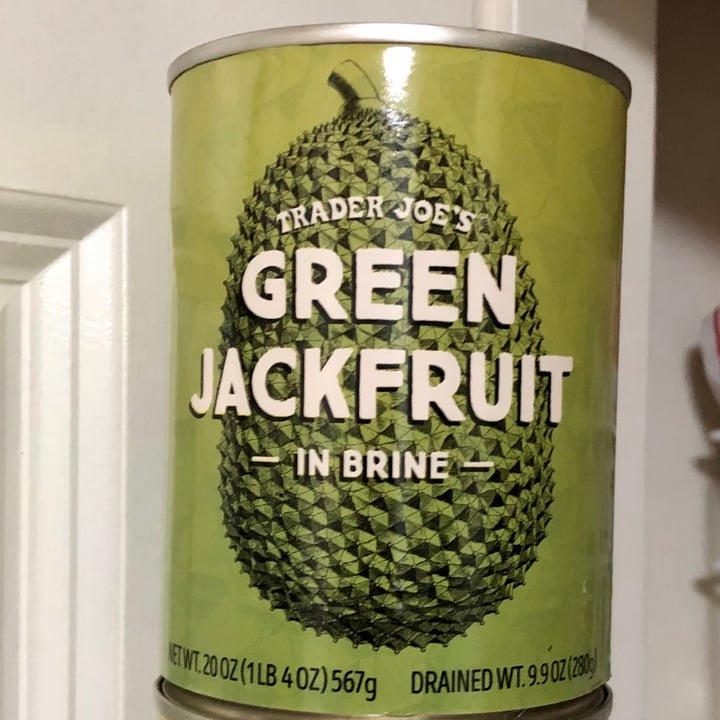 TRADER JOE'S
GREEN
JACKFRUIT
— IN BRINE —
NET WT. 20 OZ (1 LB 4 OZ) 567g DRAINED WT. 9.9 OZ (280g)